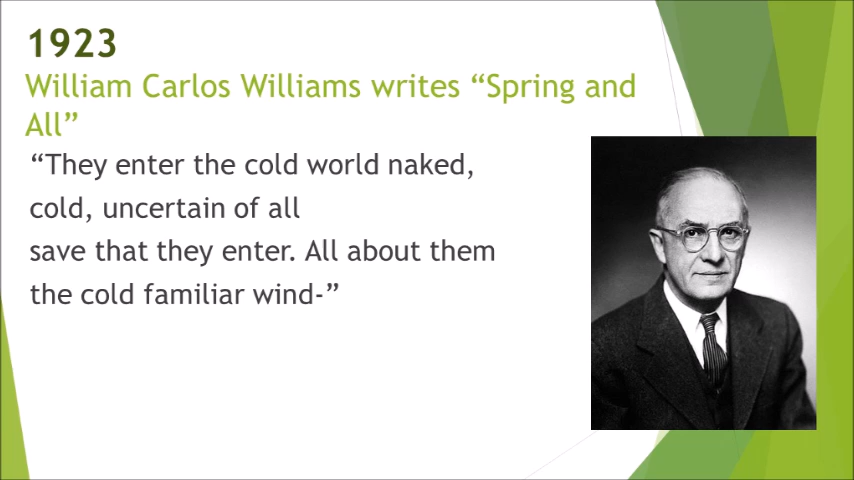 1923
William Carlos Williams writes “Spring and
All”
“They enter the cold world naked,
cold, uncertain of all
save that they enter. All about them
the cold familiar wind-”